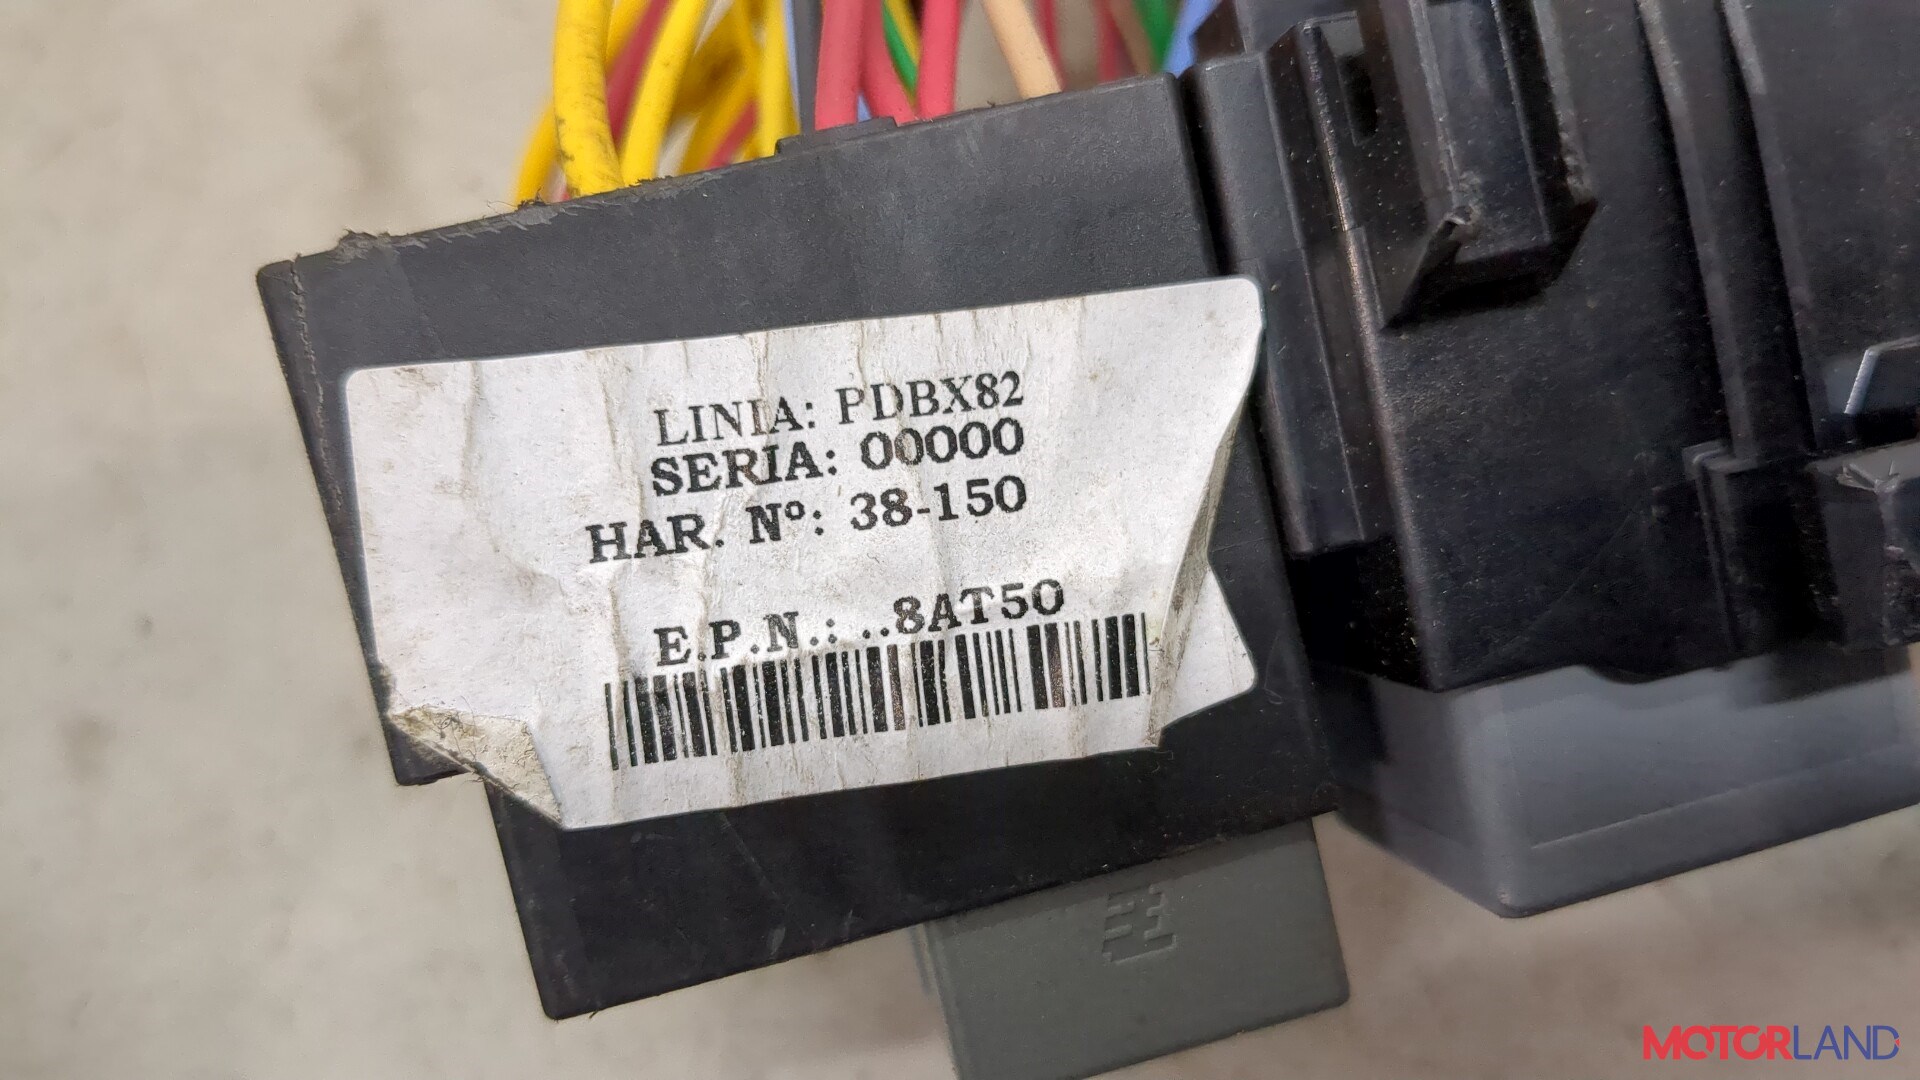 LINIA: PDBX82
SERIA: 00000
HAR. Nº: 38-150
E.P.N.: ..8AT50
MOTORLAND